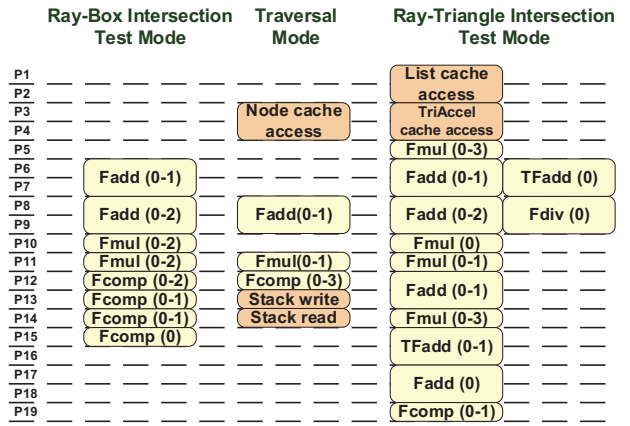 Ray-Box Intersection Test Mode
Traversal Mode
Ray-Triangle Intersection Test Mode
P1
List cache access
P2
P3
Node cache access
TriAccel cache access
P4
P5
Fmul (0-3)
P6
Fadd (0-1)
Fadd (0-1)
TFadd (0)
P7
P8
Fadd (0-2)
Fadd(0-1)
Fadd (0-2)
Fdiv (0)
P9
P10
Fmul (0-2)
Fmul (0)
P11
Fmul (0-2)
Fmul(0-1)
Fmul (0-1)
P12
Fcomp (0-2)
Fcomp (0-3)
Fadd (0-1)
P13
Fcomp (0-1)
Stack write
P14
Fcomp (0-1)
Stack read
Fmul (0-3)
P15
Fcomp (0)
TFadd (0-1)
P16
P17
Fadd (0)
P18
P19
Fcomp (0-1)